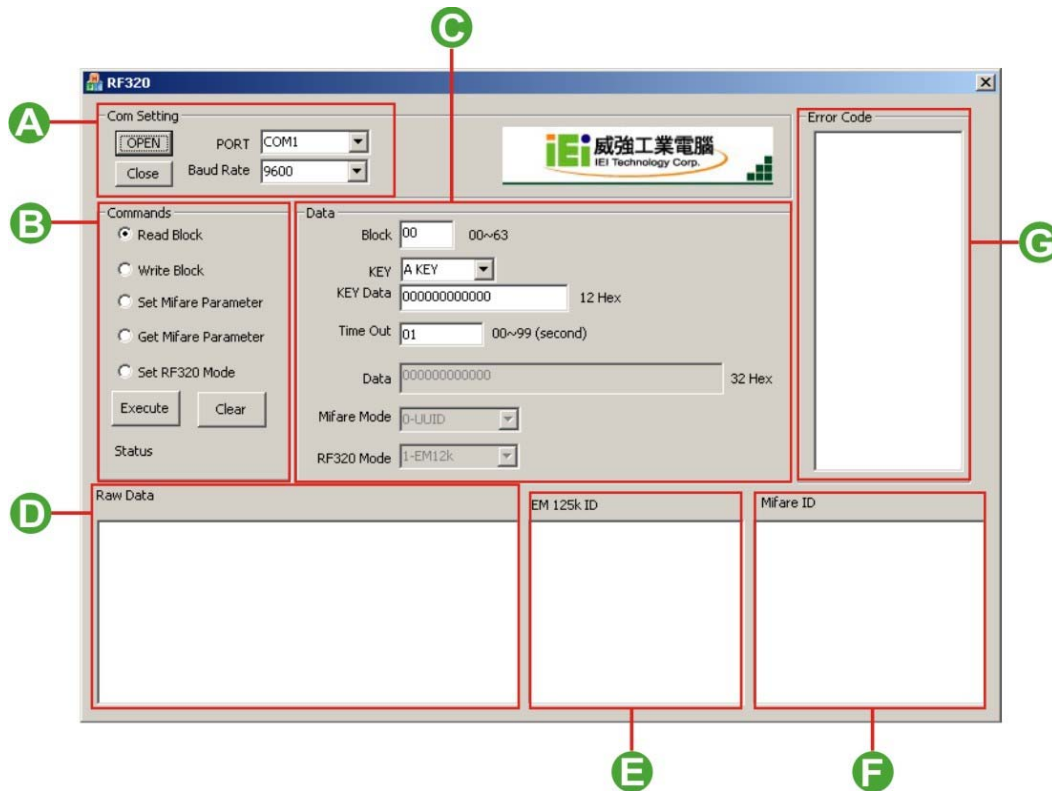 C
RF320
A
Com Setting
OPEN PORT COM1
Close Baud Rate 9600
iEi 威強工業電腦
IEI Technology Corp.
Error Code
G
B
Commands
Read Block
Write Block
Set Mifare Parameter
Get Mifare Parameter
Set RF320 Mode
Execute Clear
Status
Data
Block 00 00~63
KEY A KEY
KEY Data 000000000000 12 Hex
Time Out 01 00~99 (second)
Data 000000000000 32 Hex
Mifare Mode 0-UUID
RF320 Mode 1-EM12k
D
Raw Data
EM 125k ID
Mifare ID
E
F